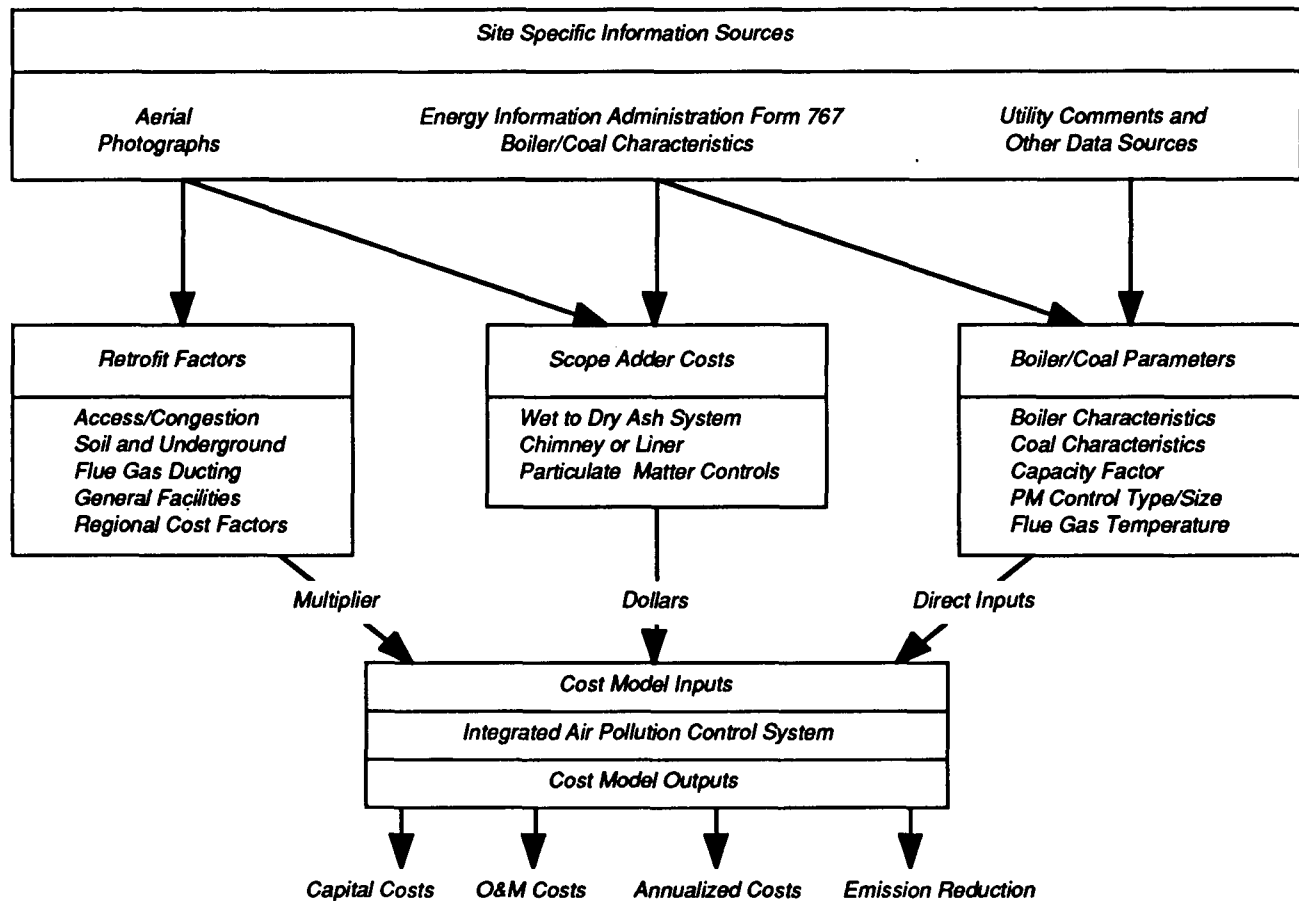 Site Specific Information Sources
Aerial
Photographs
Energy Information Administration Form 767
Boiler/Coal Characteristics
Utility Comments and
Other Data Sources
Retrofit Factors
Access/Congestion
Soil and Underground
Flue Gas Ducting
General Facilities
Regional Cost Factors
Scope Adder Costs
Wet to Dry Ash System
Chimney or Liner
Particulate Matter Controls
Boiler/Coal Parameters
Boiler Characteristics
Coal Characteristics
Capacity Factor
PM Control Type/Size
Flue Gas Temperature
Multiplier
Dollars
Direct Inputs
Cost Model Inputs
Integrated Air Pollution Control System
Cost Model Outputs
Capital Costs
O&M Costs
Annualized Costs
Emission Reduction